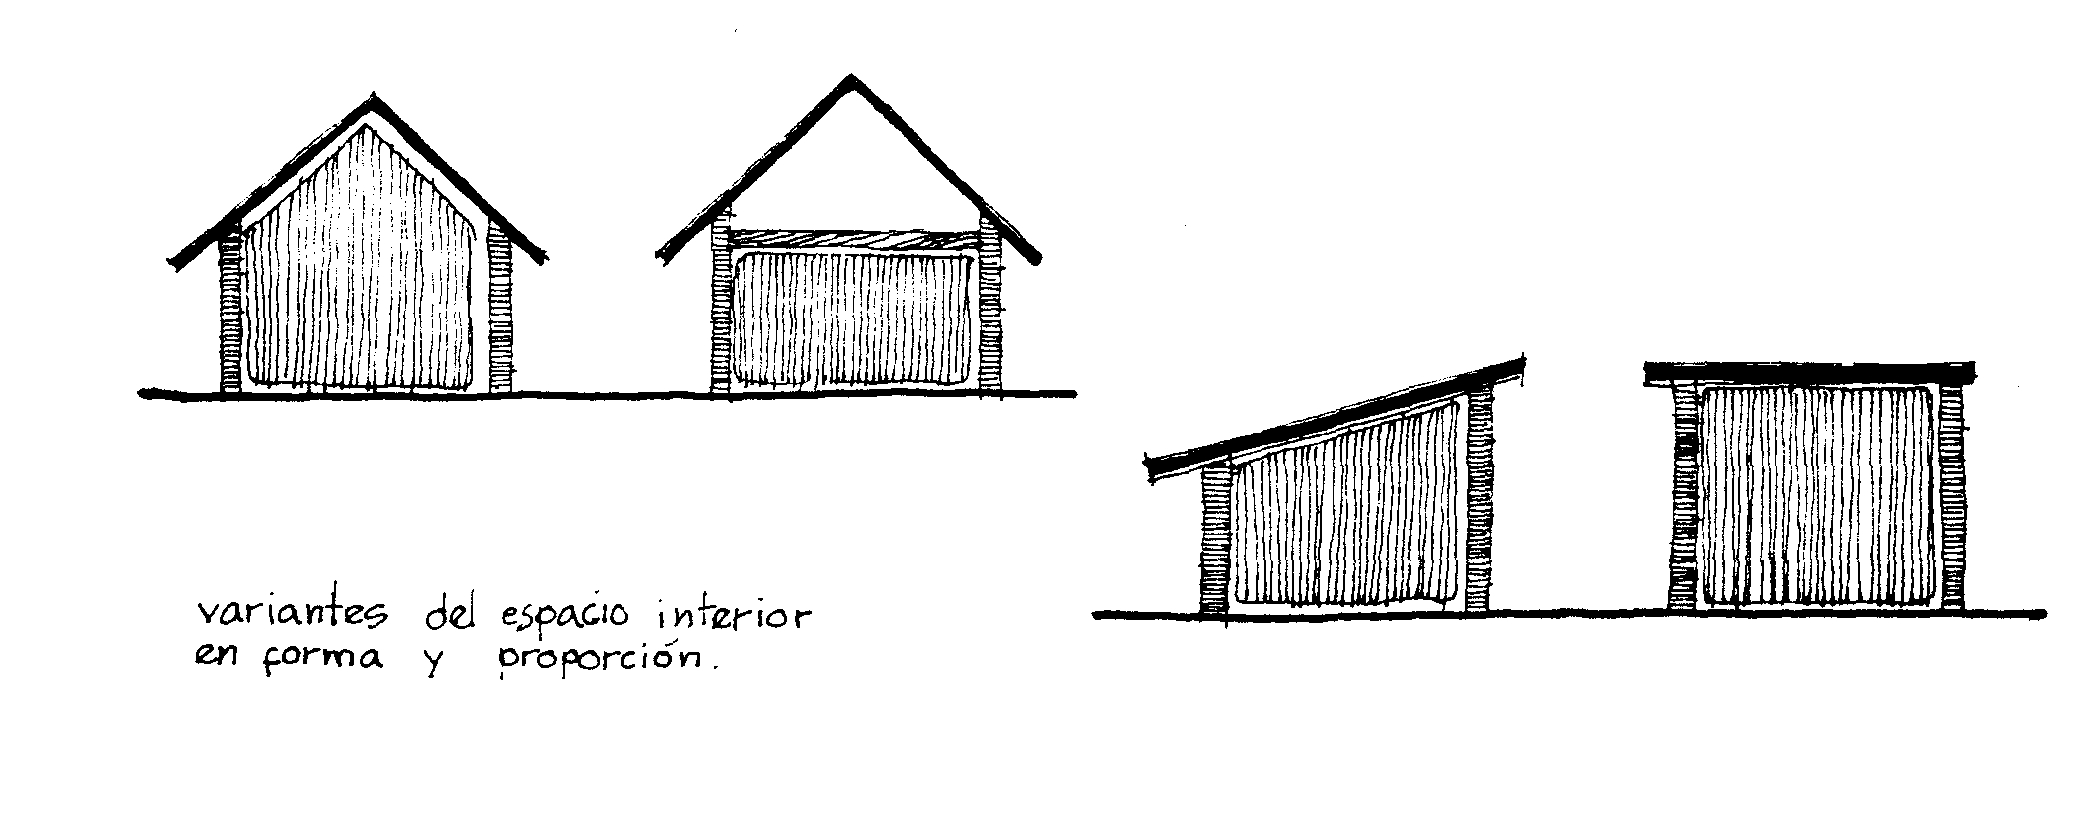 variantes del espacio interior
en forma y proporción.